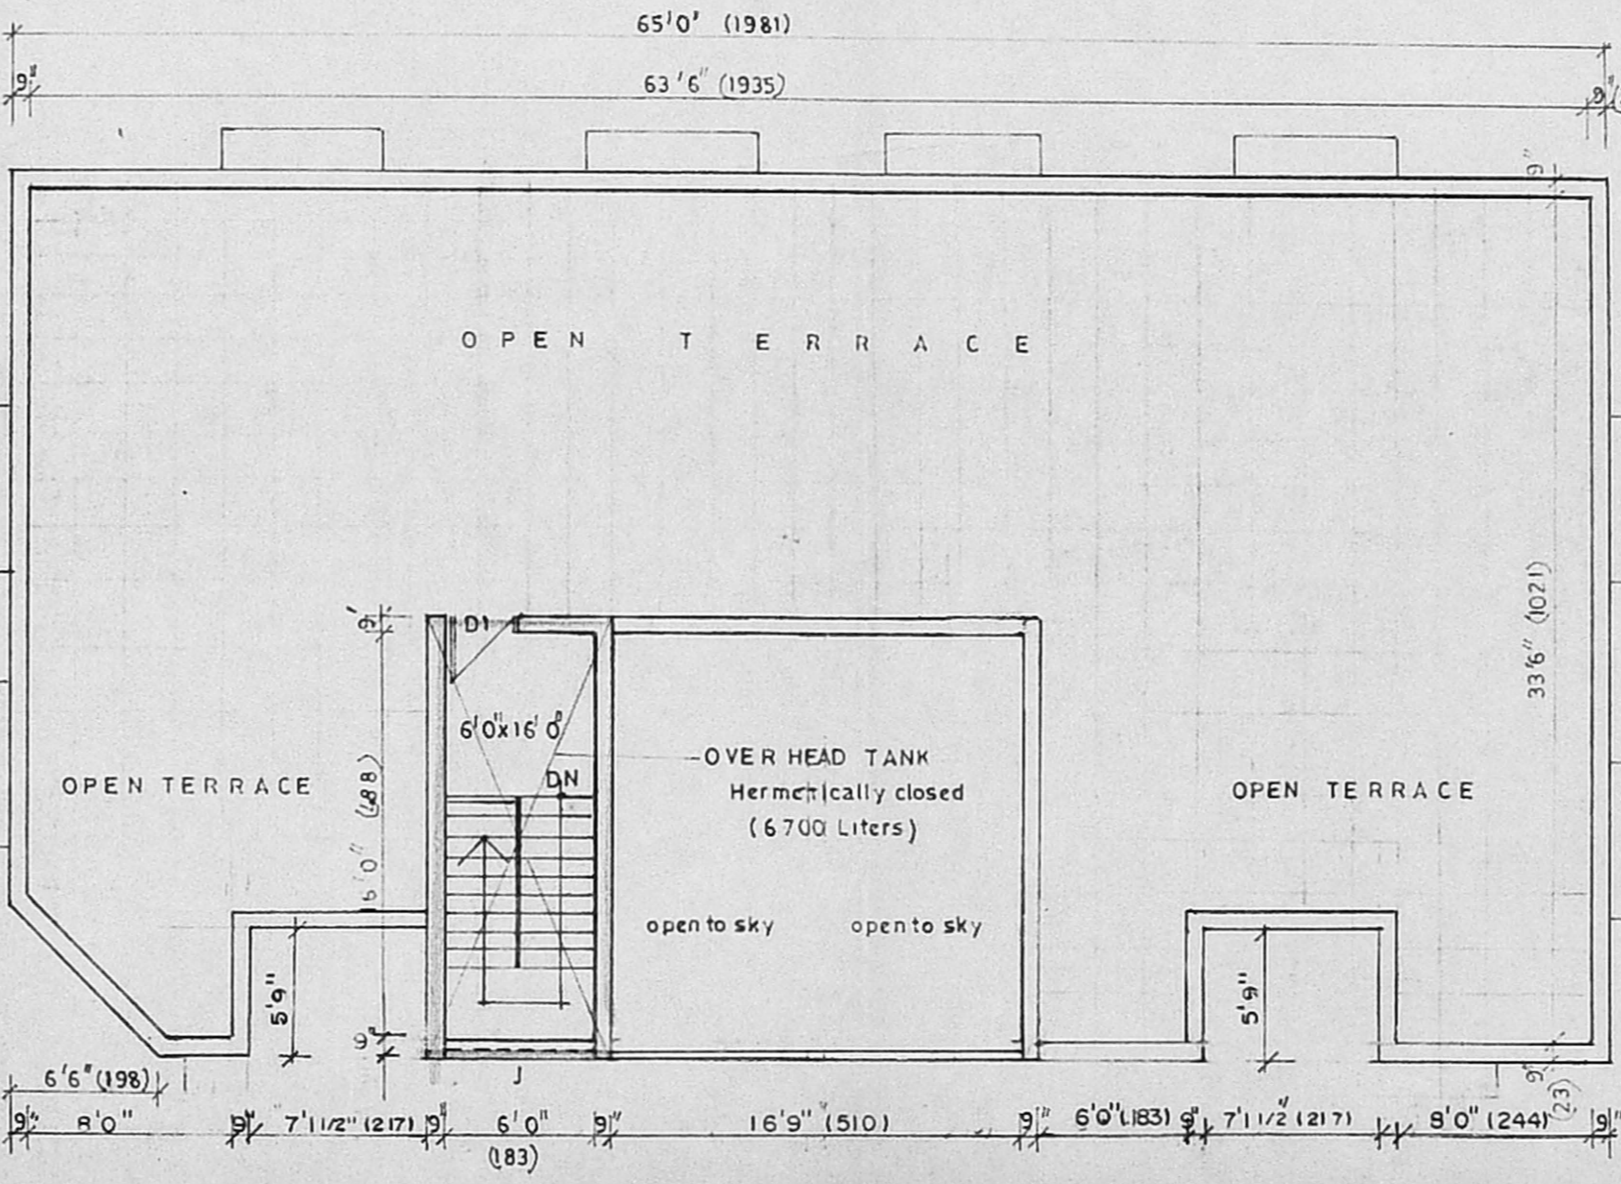 65'0" (1981)
9" 63'6" (1935) 9"
9"
OPEN TERRACE
33'6" (1021)
9"
D1
6'0"x16'0"
OVER HEAD TANK
DN
Hermetically closed
(6700 Liters)
OPEN TERRACE
OPEN TERRACE
open to sky open to sky
5'9"
5'9"
9"
9"
(23)
6'6" (198)
9" 8'0" 9" 7'1 1/2" (217) 9" 6'0" 9" 16'9" (510) 9" 6'0" (183) 9" 7'1 1/2" (217) 8'0" (244) 9"
(183)